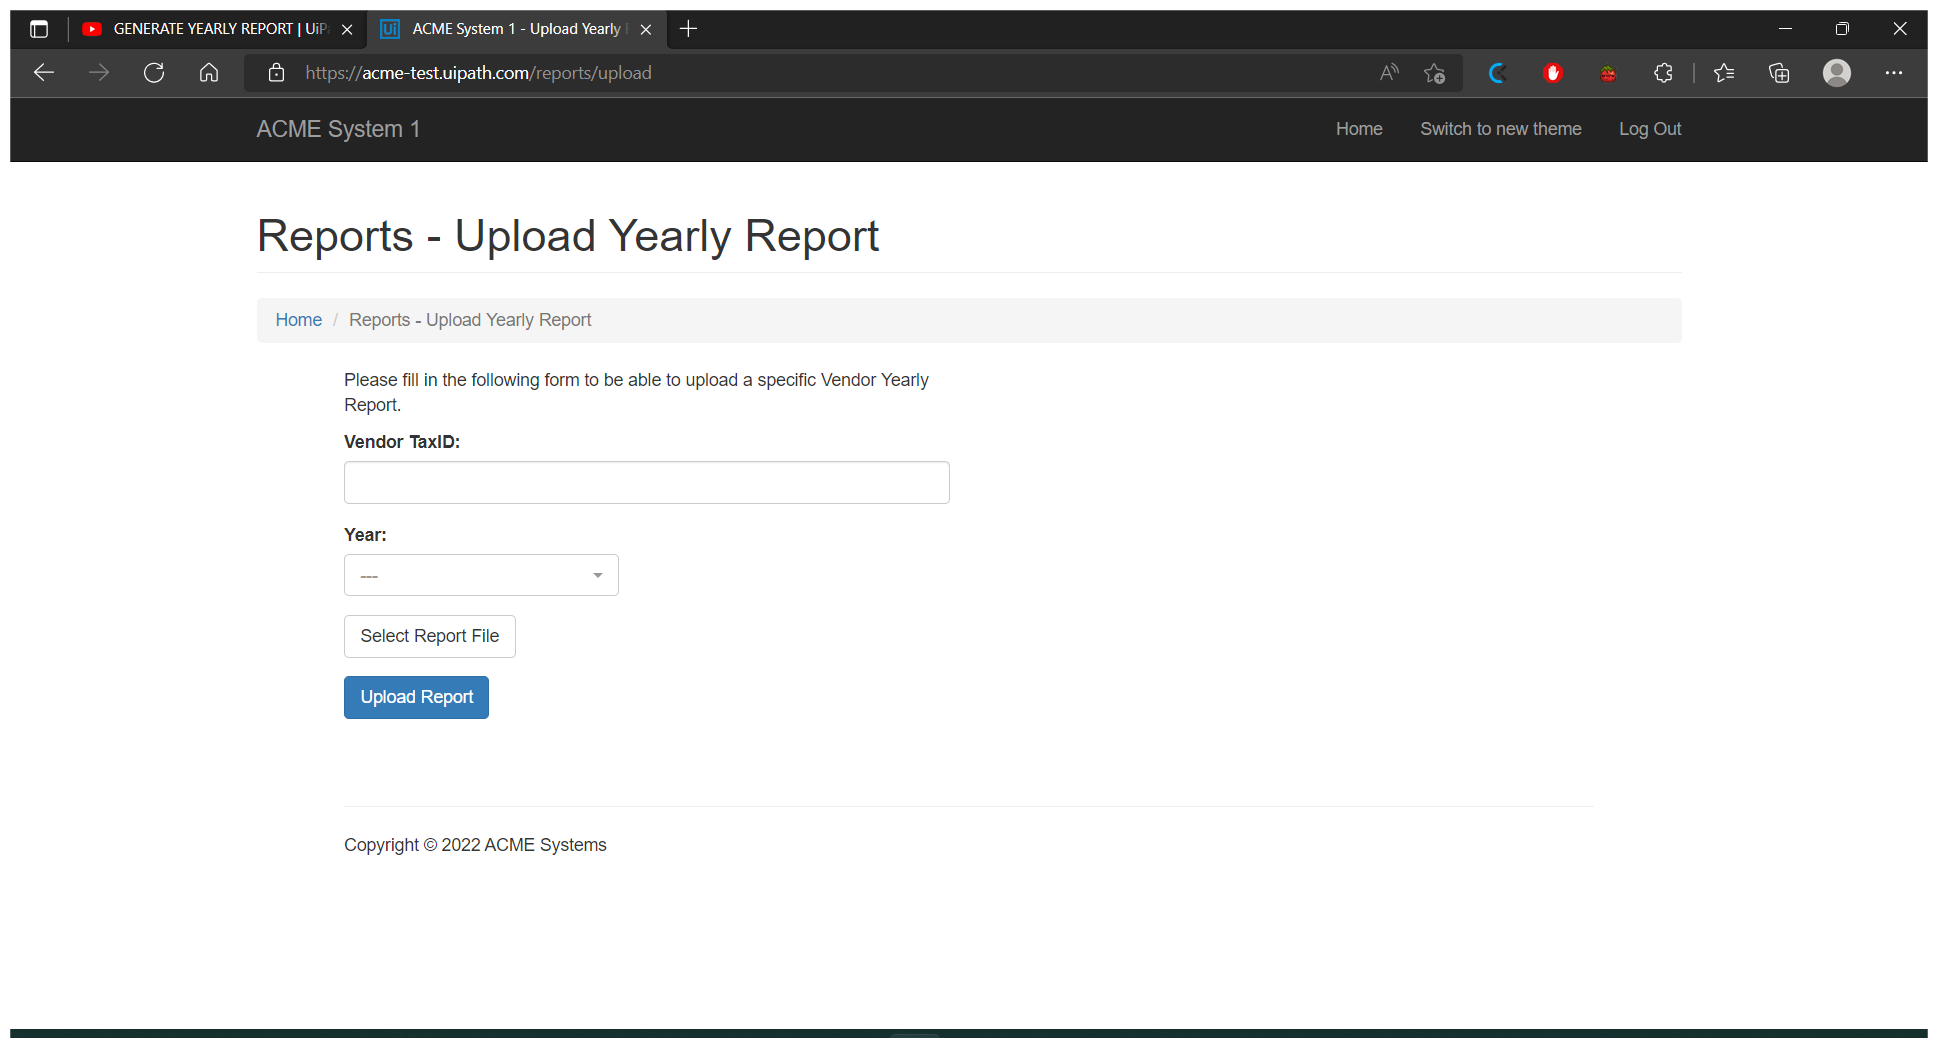 GENERATE YEARLY REPORT | UiP
Ui ACME System 1 - Upload Yearly
https://acme-test.uipath.com/reports/upload
ACME System 1
Home
Switch to new theme
Log Out
Reports - Upload Yearly Report
Home / Reports - Upload Yearly Report
Please fill in the following form to be able to upload a specific Vendor Yearly
Report.
Vendor TaxID:
Year:
---
Select Report File
Upload Report
Copyright © 2022 ACME Systems